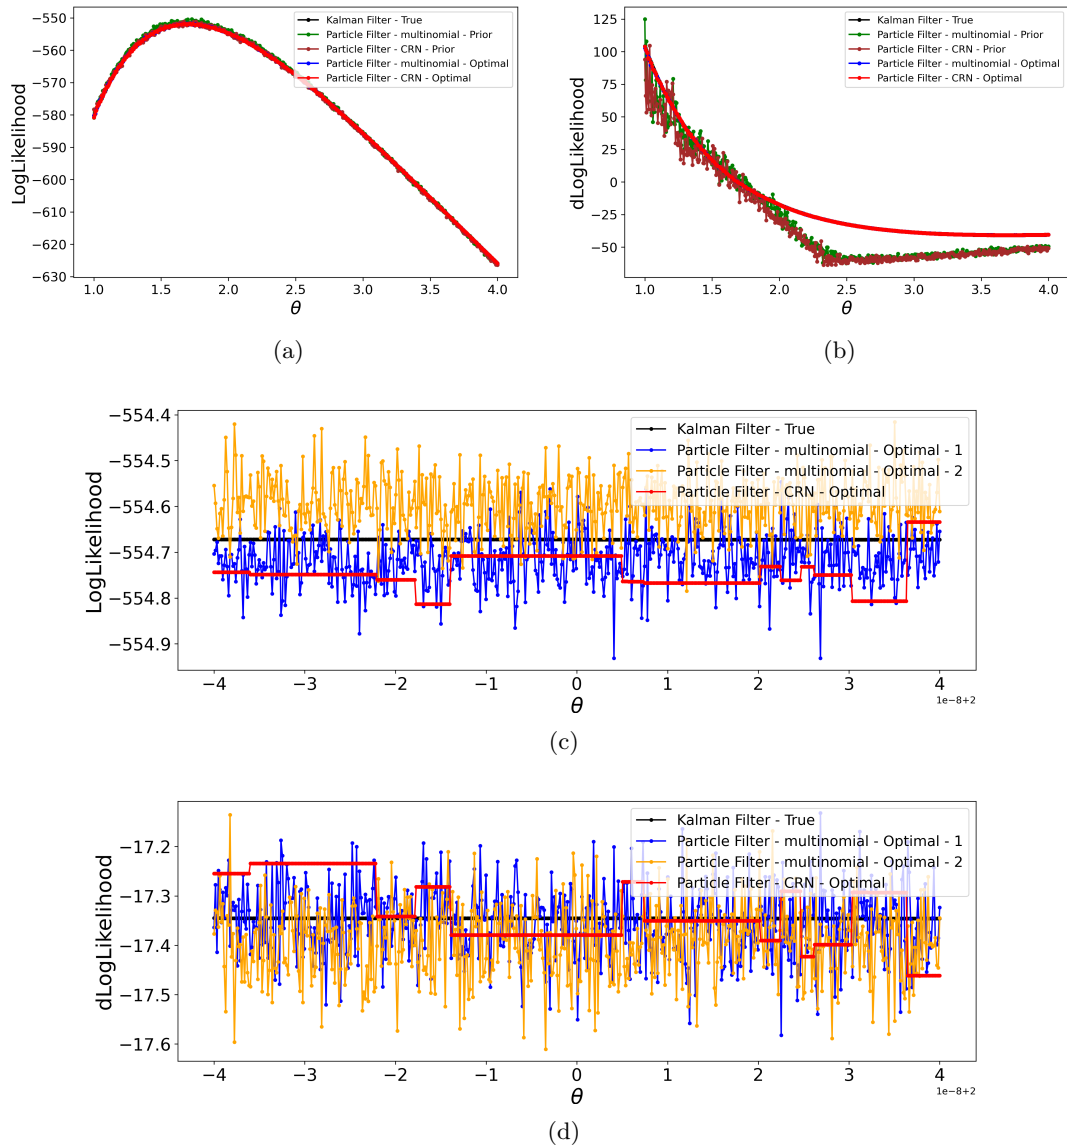 −550
−560
−570
−580
−590
−600
−610
−620
−630
LogLikelihood
Kalman Filter - True
Particle Filter - multinomial - Prior
Particle Filter - CRN - Prior
Particle Filter - multinomial - Optimal
Particle Filter - CRN - Optimal
1.0 1.5 2.0 2.5 3.0 3.5 4.0
θ
(a)
125
100
75
50
25
0
−25
−50
dLogLikelihood
Kalman Filter - True
Particle Filter - multinomial - Prior
Particle Filter - CRN - Prior
Particle Filter - multinomial - Optimal
Particle Filter - CRN - Optimal
1.0 1.5 2.0 2.5 3.0 3.5 4.0
θ
(b)
−554.4
−554.5
−554.6
−554.7
−554.8
−554.9
LogLikelihood
Kalman Filter - True
Particle Filter - multinomial - Optimal - 1
Particle Filter - multinomial - Optimal - 2
Particle Filter - CRN - Optimal
−4 −3 −2 −1 0 1 2 3 4
1e−8+2
θ
(c)
−17.2
−17.3
−17.4
−17.5
−17.6
dLogLikelihood
Kalman Filter - True
Particle Filter - multinomial - Optimal - 1
Particle Filter - multinomial - Optimal - 2
Particle Filter - CRN - Optimal
−4 −3 −2 −1 0 1 2 3 4
1e−8+2
θ
(d)